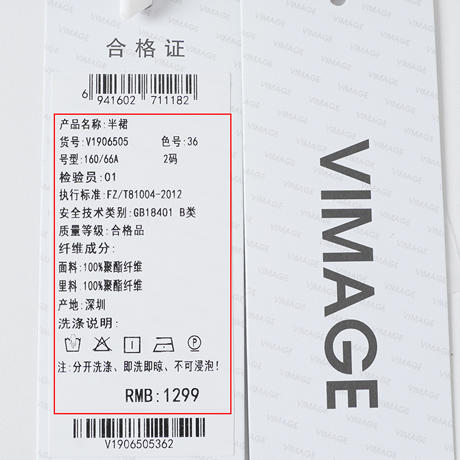 合格证
6 941602 711182
产品名称:半裙
货号:V1906505 色号:36
号型:160/66A 2码
检验员:01
执行标准:FZ/T81004-2012
安全技术类别:GB18401 B类
质量等级:合格品
纤维成分:
面料:100%聚酯纤维
里料:100%聚酯纤维
产地:深圳
洗涤说明:
P
注:分开洗涤、即洗即晾、不可浸泡!
RMB:1299
V1906505362
VIMAGE